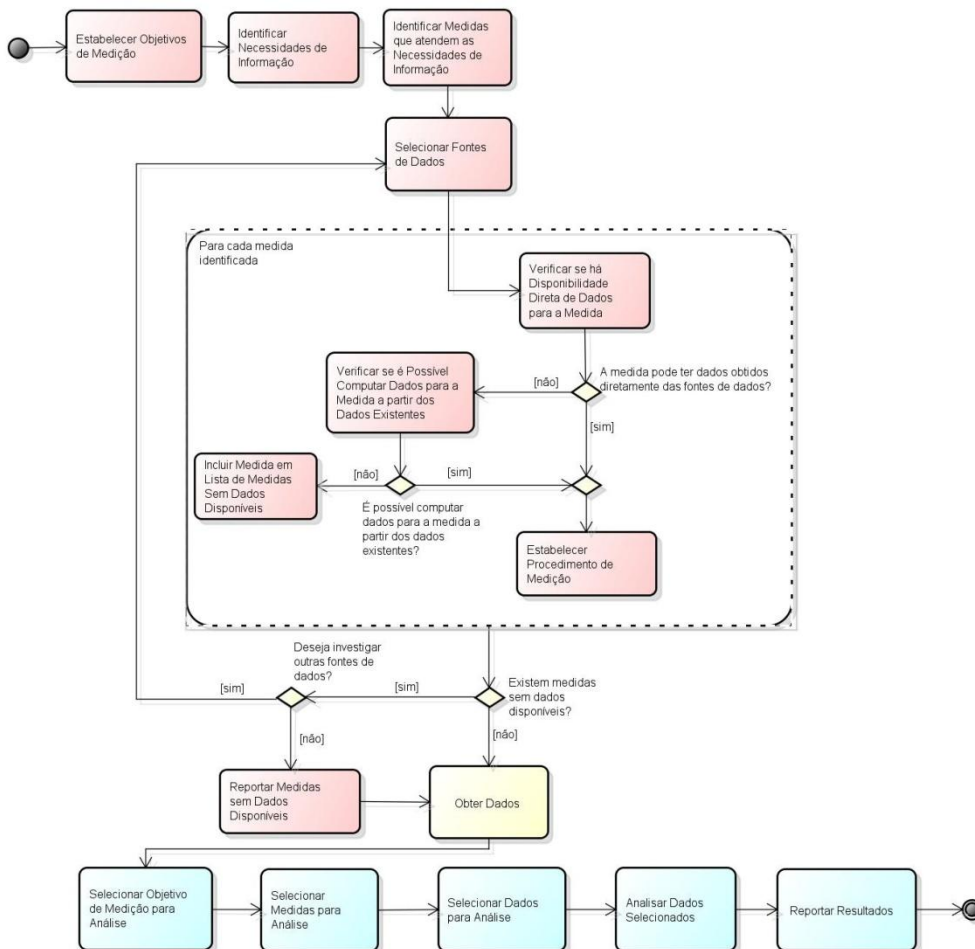 Estabelecer Objetivos
de Medição
Identificar
Necessidades de
Informação
Identificar Medidas
que atendem as
Necessidades de
Informação
Selecionar Fontes
de Dados
Para cada medida
identificada
Verificar se há
Disponibilidade
Direta de Dados
para a Medida
A medida pode ter dados obtidos
diretamente das fontes de dados?
[não]
[sim]
Verificar se é Possível
Computar Dados para a
Medida a partir dos
Dados Existentes
[não]
[sim]
Incluir Medida em
Lista de Medidas
Sem Dados
Disponíveis
É possível computar
dados para a medida a
partir dos dados
existentes?
Estabelecer
Procedimento de
Medição
Deseja investigar
outras fontes de
dados?
[sim]
[sim]
Existem medidas
sem dados
disponíveis?
[não]
[não]
Reportar Medidas
sem Dados
Disponíveis
Obter Dados
Selecionar Objetivo
de Medição para
Análise
Selecionar
Medidas para
Análise
Selecionar Dados
para Análise
Analisar Dados
Selecionados
Reportar Resultados